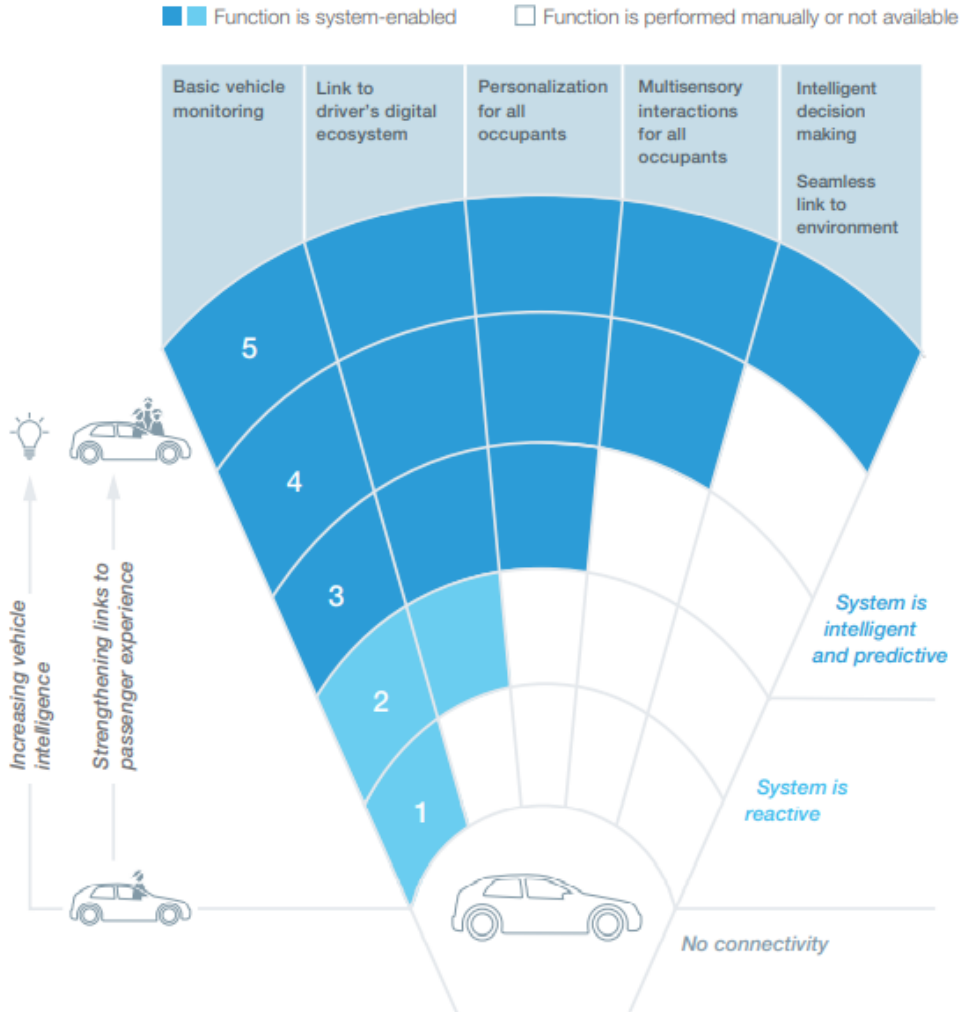 Function is system-enabled
Function is performed manually or not available
Basic vehicle
monitoring
Link to
driver's digital
ecosystem
Personalization
for all
occupants
Multisensory
interactions
for all
occupants
Intelligent
decision
making
Seamless
link to
environment
5
4
3
2
1
Increasing vehicle
intelligence
Strengthening links to
passenger experience
System is
intelligent
and predictive
System is
reactive
No connectivity